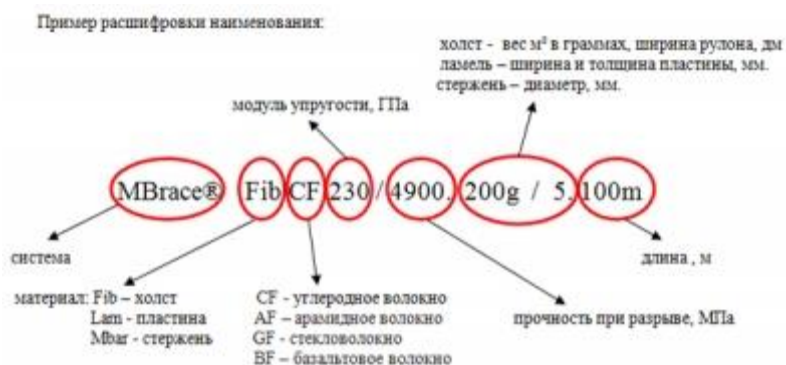 Пример расшифровки наименования:
холст - вес м² в граммах, ширина рулона, дм
ламель – ширина и толщина пластины, мм.
стержень – диаметр, мм.
модуль упругости, ГПа
MBrace® Fib CF 230 / 4900. 200g / 5. 100m
система
длина , м
материал: Fib – холст
Lam - пластина
Mbar - стержень
CF - углеродное волокно
AF – арамидное волокно
GF - стекловолокно
BF – базальтовое волокно
прочность при разрыве, МПа